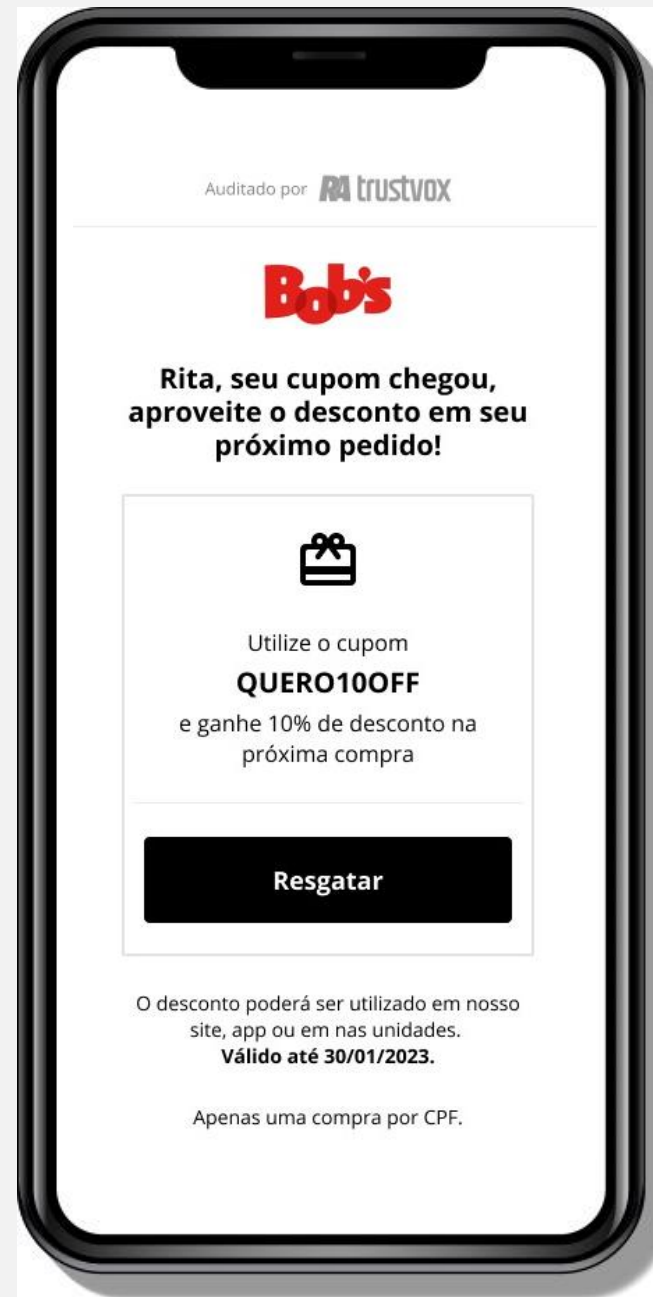 Auditado por RA trustvox
Bob's
Rita, seu cupom chegou,
aproveite o desconto em seu
próximo pedido!
Utilize o cupom
QUERO10OFF
e ganhe 10% de desconto na
próxima compra
Resgatar
O desconto poderá ser utilizado em nosso
site, app ou em nas unidades.
Válido até 30/01/2023.
Apenas uma compra por CPF.